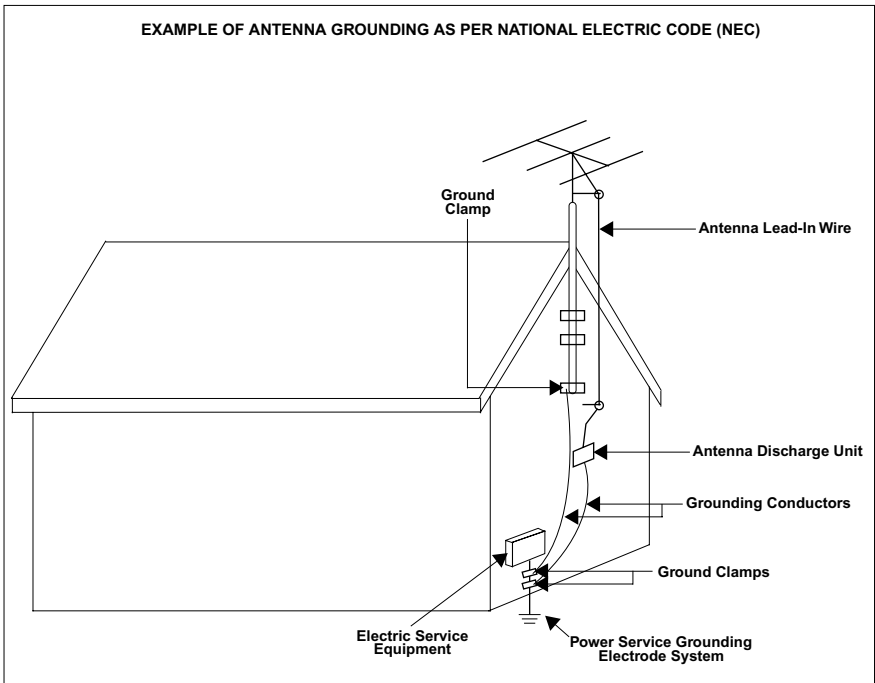 EXAMPLE OF ANTENNA GROUNDING AS PER NATIONAL ELECTRIC CODE (NEC)
Ground
Clamp
Antenna Lead-In Wire
Antenna Discharge Unit
Grounding Conductors
Ground Clamps
Electric Service
Equipment
Power Service Grounding
Electrode System